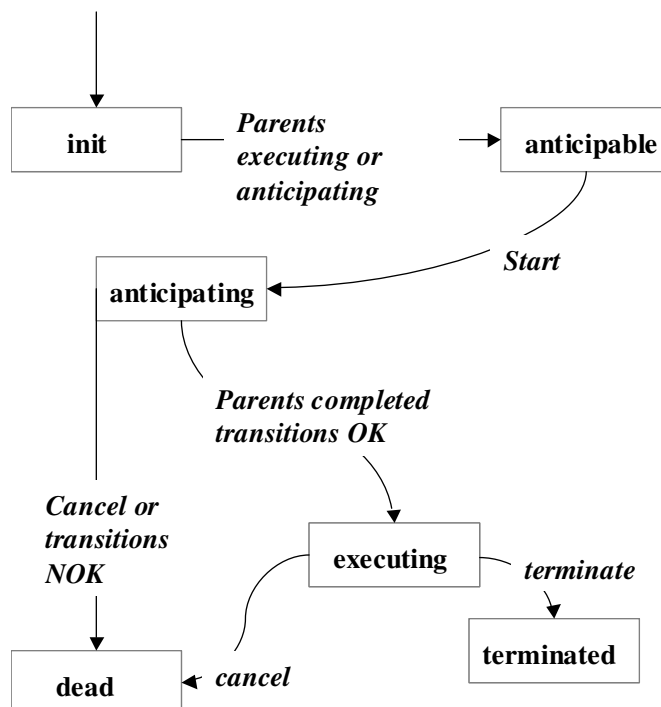 init
Parents
executing or
anticipating
anticipable
Start
anticipating
Parents completed
transitions OK
Cancel or
transitions
NOK
executing
terminate
terminated
cancel
dead